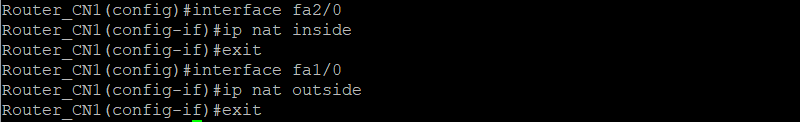 Router_CN1(config)#interface fa2/0
Router_CN1(config-if)#ip nat inside
Router_CN1(config-if)#exit
Router_CN1(config)#interface fa1/0
Router_CN1(config-if)#ip nat outside
Router_CN1(config-if)#exit